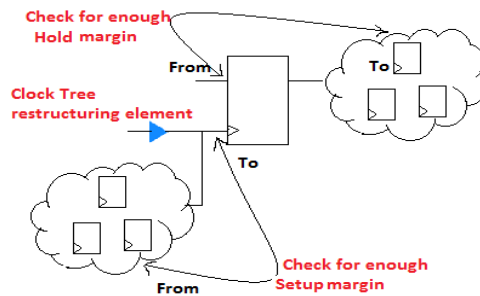 Check for enough
Hold margin
From
To
Clock Tree
restructuring element
To
Check for enough
Setup margin
From